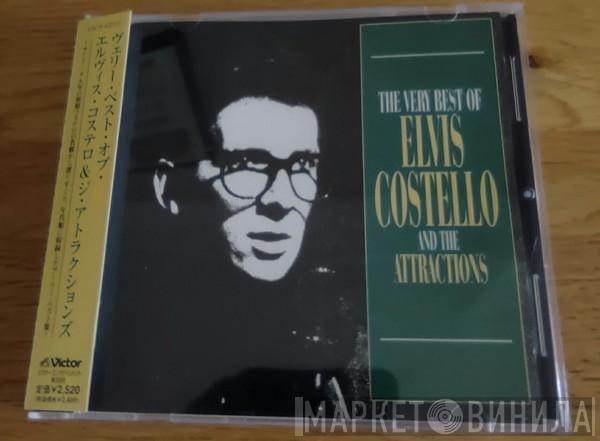 ヴェリー・ベスト・オブ・
エルヴィス・コステロ&ジ・アトラクションズ
Victor
定価¥2,520
THE VERY BEST OF
ELVIS
COSTELLO
AND THE
ATTRACTIONS
МАРКЕТ ВИНИЛА